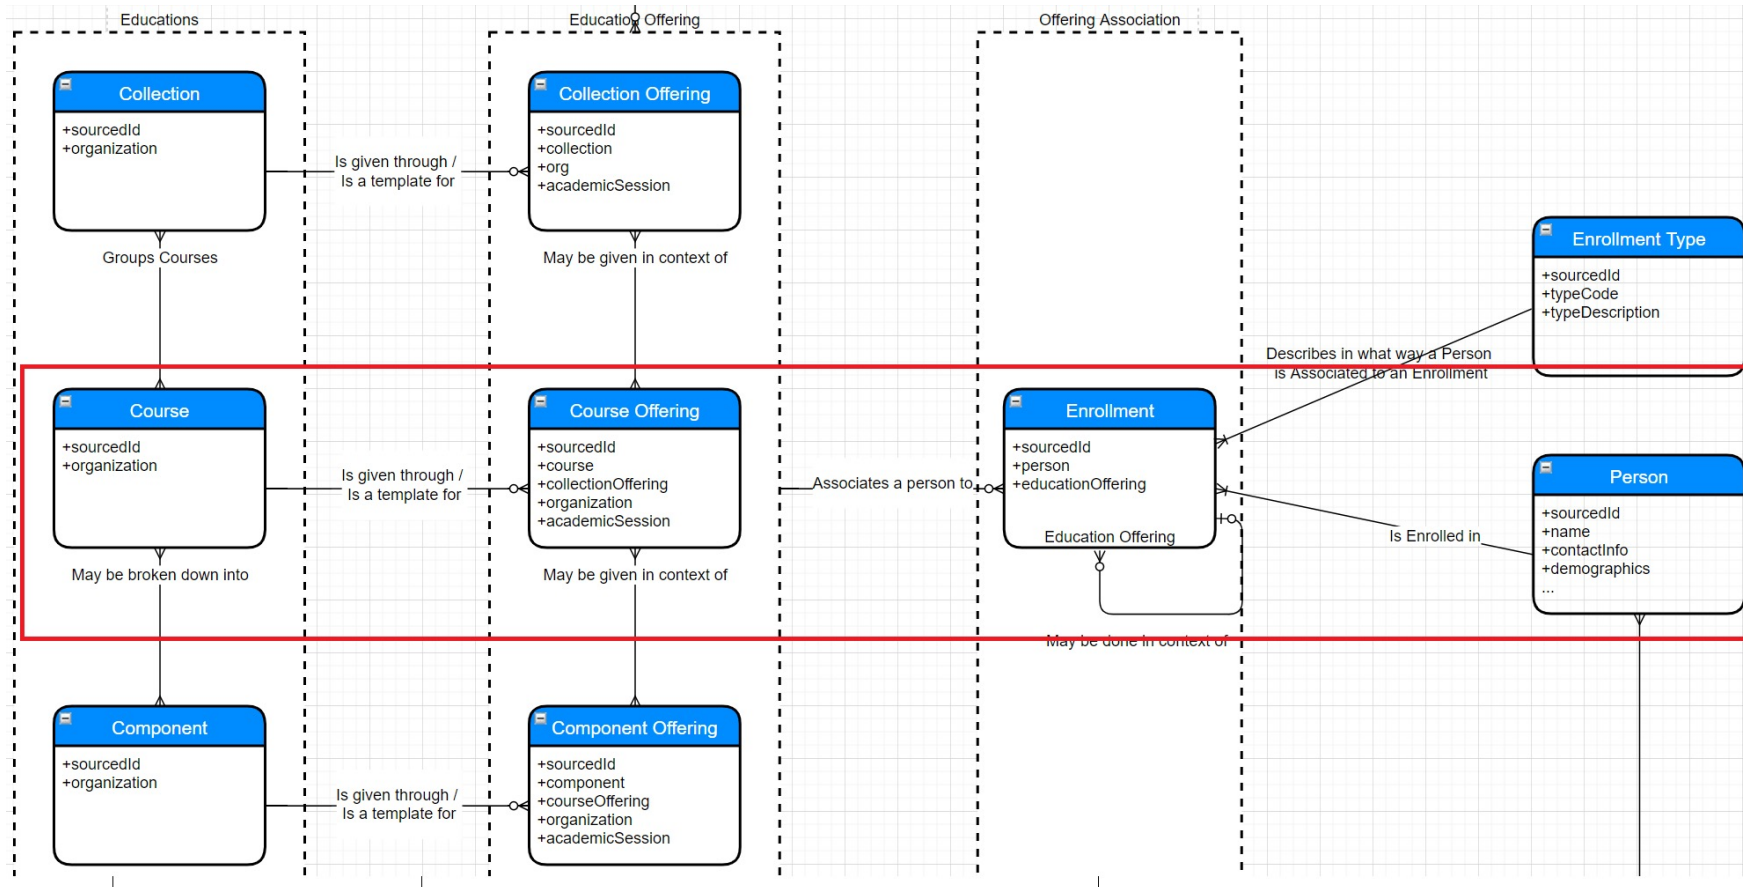 Educations
Education Offering
Offering Association
Collection
+sourcedId
+organization
Is given through /
Is a template for
Collection Offering
+sourcedId
+collection
+org
+academicSession
Groups Courses
May be given in context of
Enrollment Type
+sourcedId
+typeCode
+typeDescription
Describes in what way a Person
is Associated to an Enrollment
Course
+sourcedId
+organization
Is given through /
Is a template for
Course Offering
+sourcedId
+course
+collectionOffering
+organization
+academicSession
Associates a person to
Enrollment
+sourcedId
+person
+educationOffering
Education Offering
Is Enrolled in
Person
+sourcedId
+name
+contactInfo
+demographics
...
May be broken down into
May be given in context of
May be done in context of
Component
+sourcedId
+organization
Is given through /
Is a template for
Component Offering
+sourcedId
+component
+courseOffering
+organization
+academicSession